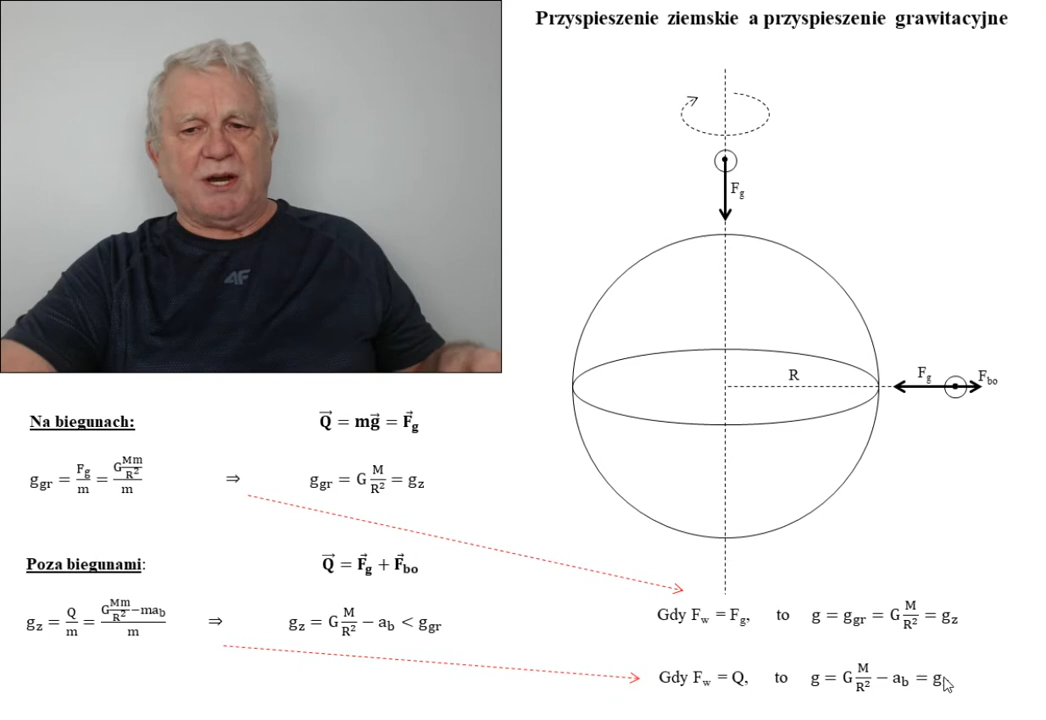 Przyspieszenie ziemskie a przyspieszenie grawitacyjne
4F
F_g
R
F_g F_bo
Na biegunach: Q⃗ = mg⃗ = F⃗_g
g_gr = F_g/m = (G Mm/R²)/m ⇒ g_gr = G M/R² = g_z
Poza biegunami: Q⃗ = F⃗_g + F⃗_bo
g_z = Q/m = (G Mm/R² − ma_b)/m ⇒ g_z = G M/R² − a_b < g_gr
Gdy F_w = F_g, to g = g_gr = G M/R² = g_z
Gdy F_w = Q, to g = G M/R² − a_b = g